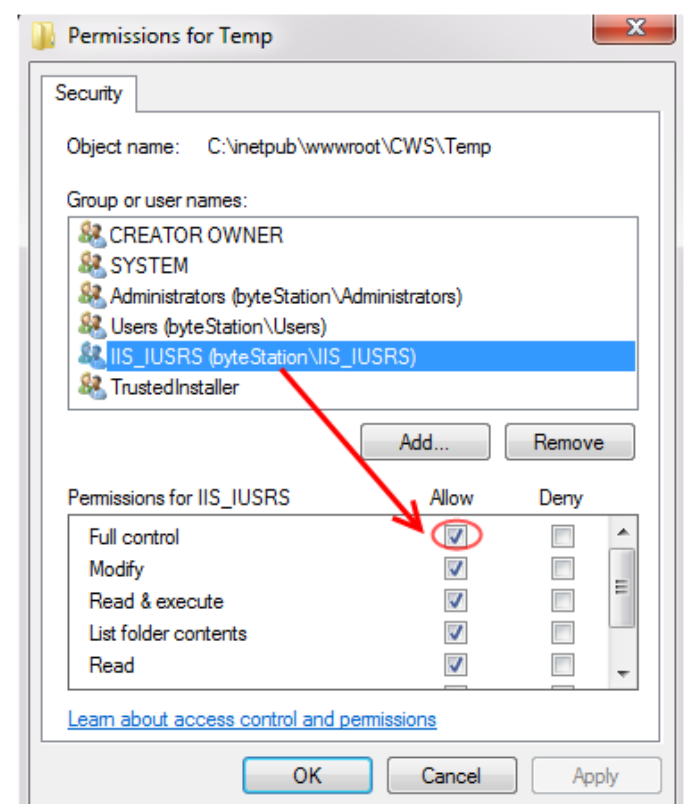 Permissions for Temp
Security
Object name: C:\inetpub\wwwroot\CWS\Temp
Group or user names:
CREATOR OWNER
SYSTEM
Administrators (byteStation\Administrators)
Users (byteStation\Users)
IIS_IUSRS (byteStation\IIS_IUSRS)
TrustedInstaller
Add... Remove
Permissions for IIS_IUSRS Allow Deny
Full control
Modify
Read & execute
List folder contents
Read
Learn about access control and permissions
OK Cancel Apply